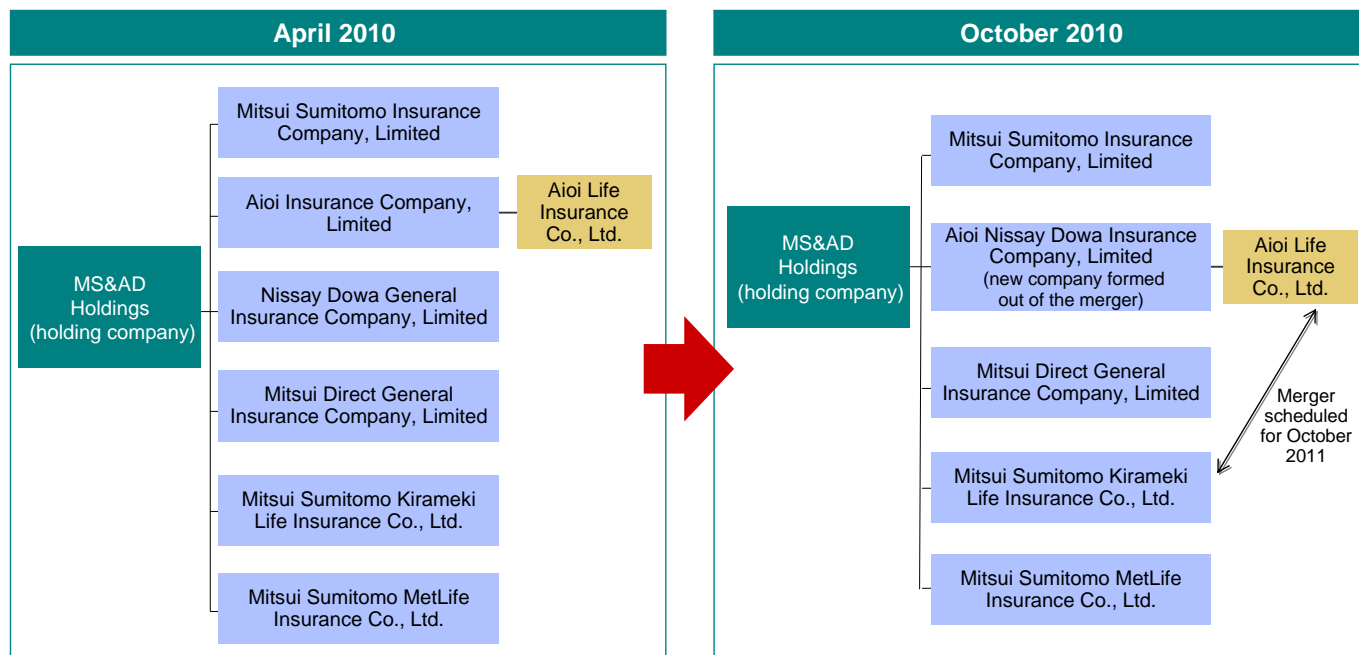 April 2010
Mitsui Sumitomo Insurance
Company, Limited
Aioi Insurance Company,
Limited
Aioi Life
Insurance
Co., Ltd.
MS&AD
Holdings
(holding company)
Nissay Dowa General
Insurance Company, Limited
Mitsui Direct General
Insurance Company, Limited
Mitsui Sumitomo Kirameki
Life Insurance Co., Ltd.
Mitsui Sumitomo MetLife
Insurance Co., Ltd.
October 2010
Mitsui Sumitomo Insurance
Company, Limited
MS&AD
Holdings
(holding company)
Aioi Nissay Dowa Insurance
Company, Limited
(new company formed
out of the merger)
Aioi Life
Insurance
Co., Ltd.
Mitsui Direct General
Insurance Company, Limited
Merger
scheduled
for October
2011
Mitsui Sumitomo Kirameki
Life Insurance Co., Ltd.
Mitsui Sumitomo MetLife
Insurance Co., Ltd.